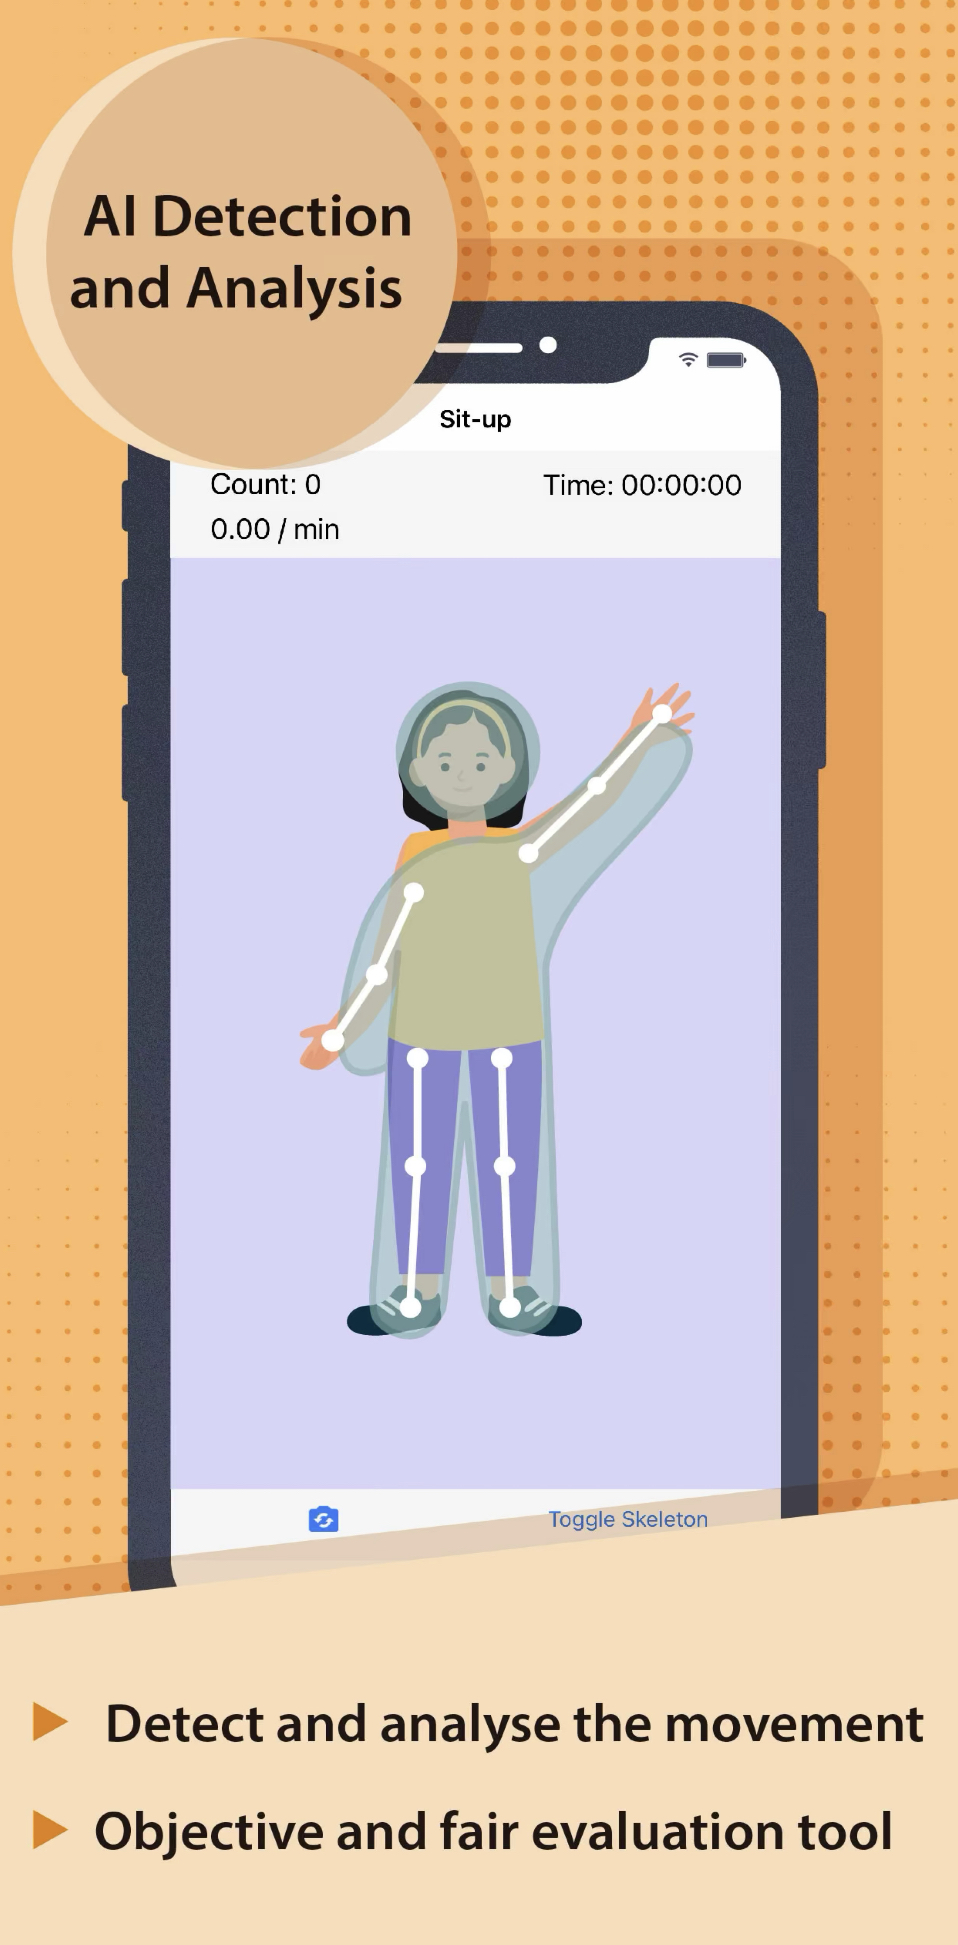 AI Detection
and Analysis
Sit-up
Count: 0
Time: 00:00:00
0.00 / min
Toggle Skeleton
Detect and analyse the movement
Objective and fair evaluation tool